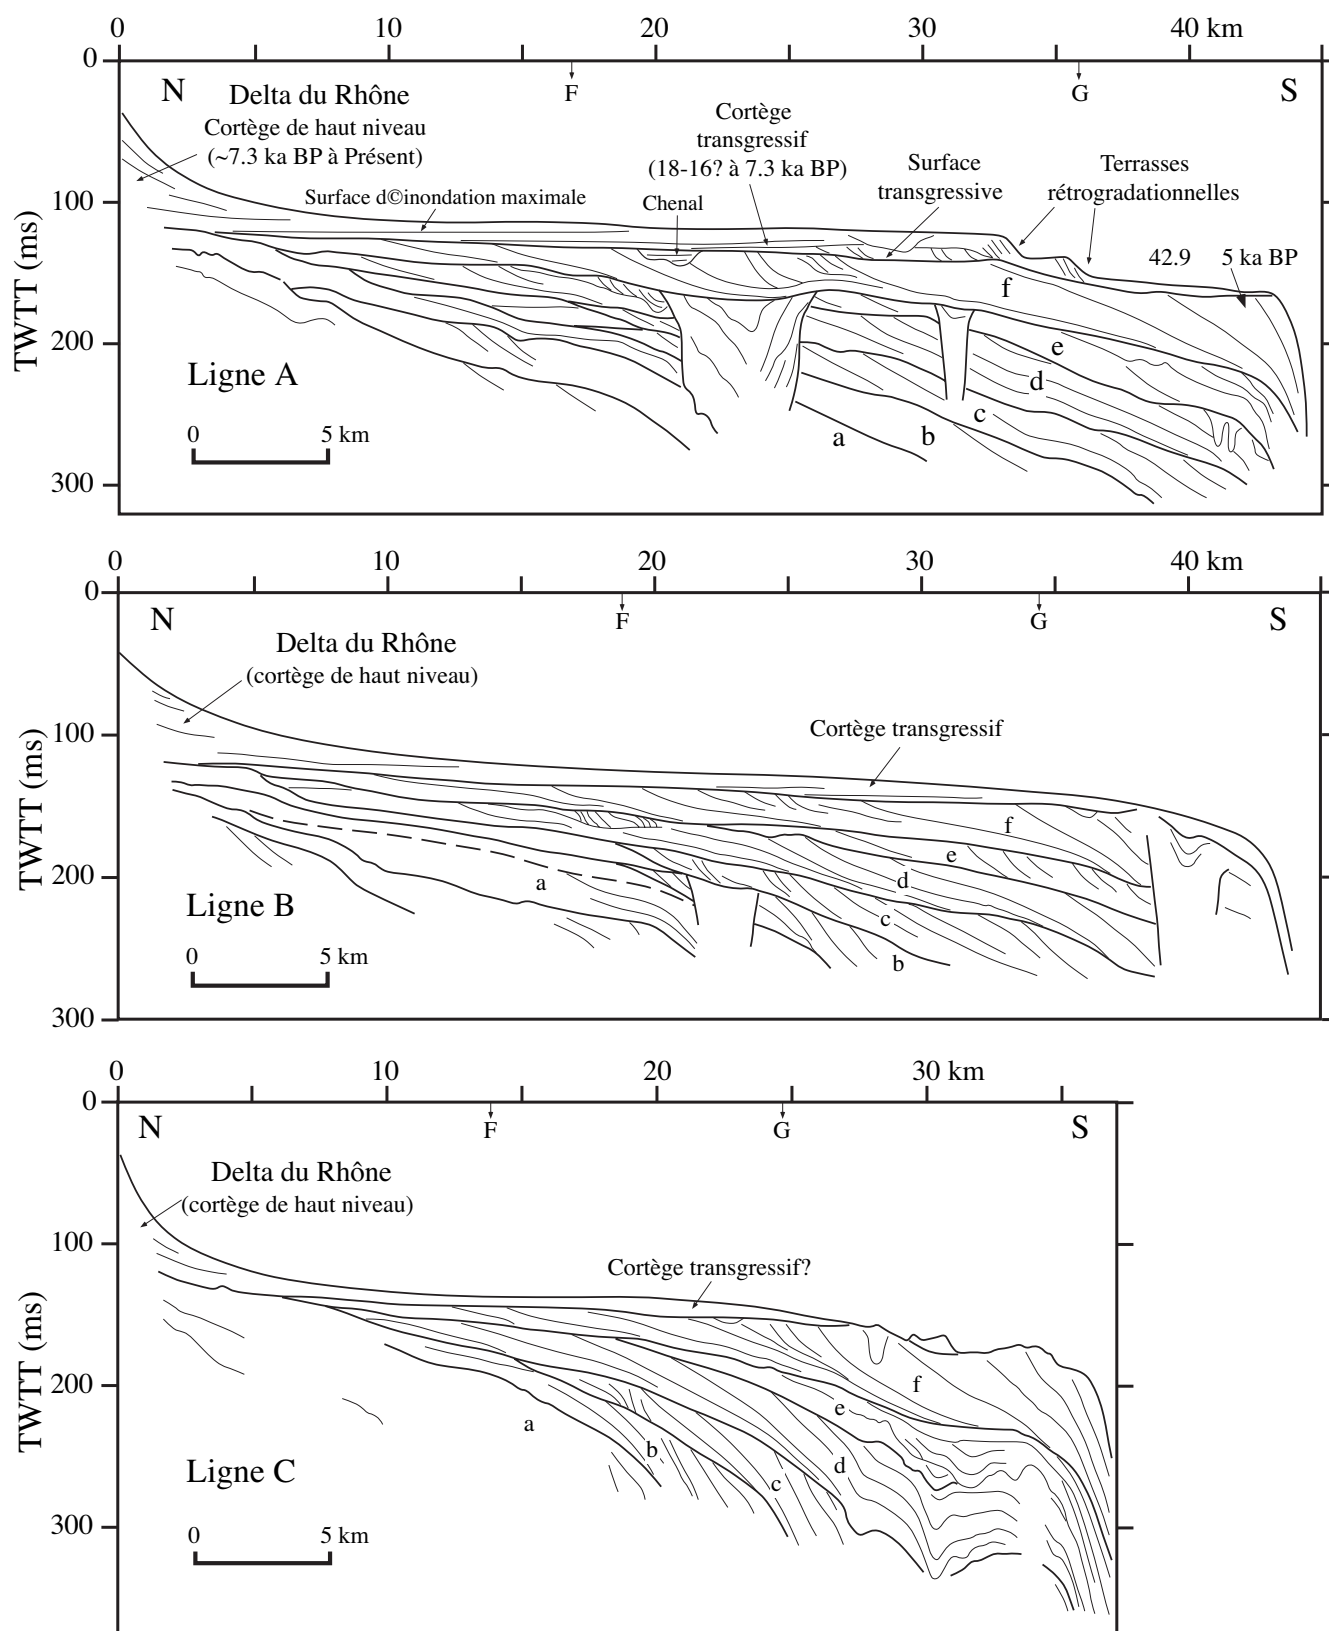 0 10 20 30 40 km
0
N
Delta du Rhône
Cortège de haut niveau
(~7.3 ka BP à Présent)
F
Cortège
transgressif
(18-16? à 7.3 ka BP)
G
S
Surface
transgressive
Terrasses
rétrogradationnelles
100
Surface d©inondation maximale
Chenal
42.9 5 ka BP
TWTT (ms)
f
200
e
Ligne A
d
c
0 5 km
a
b
300
0 10 20 30 40 km
0
N
F
G
S
Delta du Rhône
(cortège de haut niveau)
100
Cortège transgressif
TWTT (ms)
f
e
200
a
d
Ligne B
c
0 5 km
b
300
0 10 20 30 km
0
N
F
G
S
Delta du Rhône
(cortège de haut niveau)
100
Cortège transgressif?
TWTT (ms)
200
f
e
a
b
d
Ligne C
c
300
0 5 km